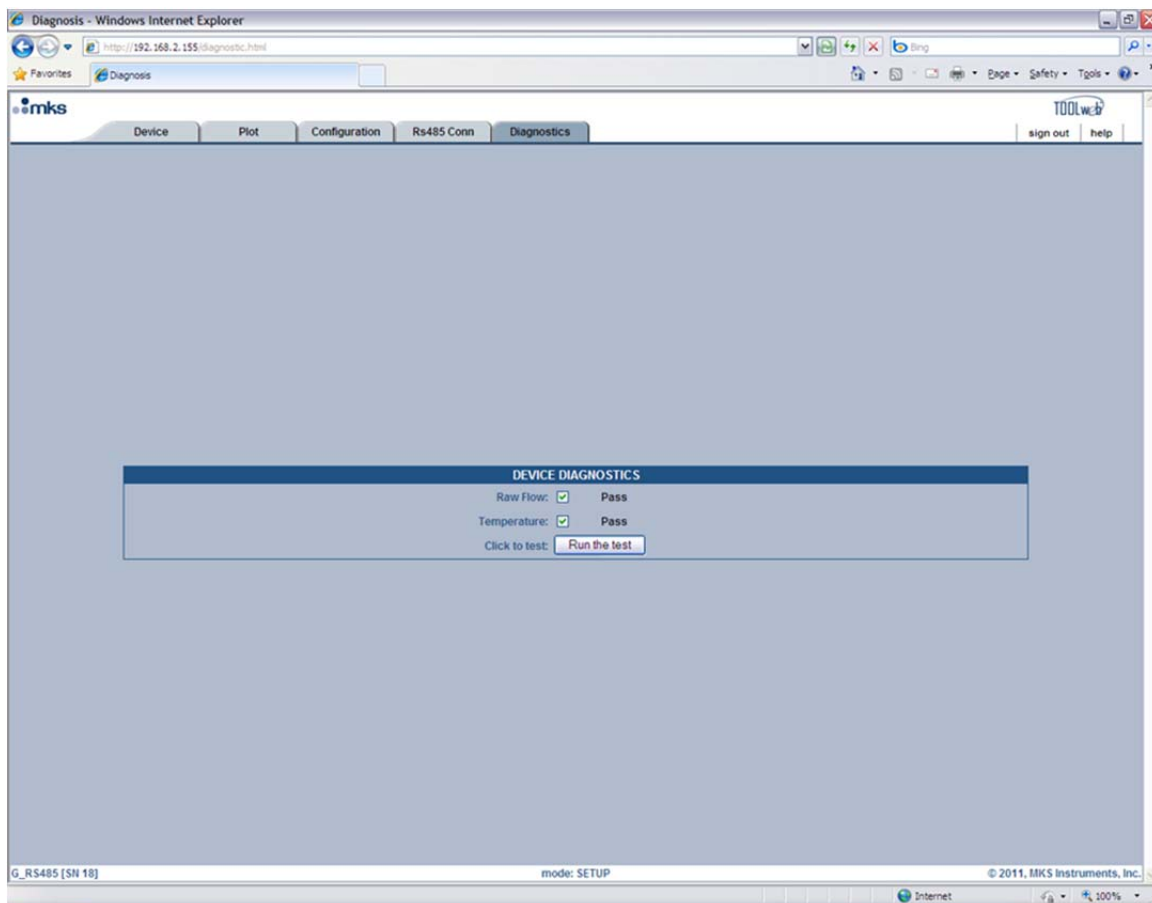 Diagnosis - Windows Internet Explorer
http://192.168.2.155/diagnostic.html
Bing
Favorites
Diagnosis
Page
Safety
Tools
mks
TOOLweb
Device
Plot
Configuration
Rs485 Conn
Diagnostics
sign out
help
DEVICE DIAGNOSTICS
Raw Flow: Pass
Temperature: Pass
Click to test: Run the test
G_RS485 [SN 18]
mode: SETUP
© 2011, MKS Instruments, Inc.
Internet
100%